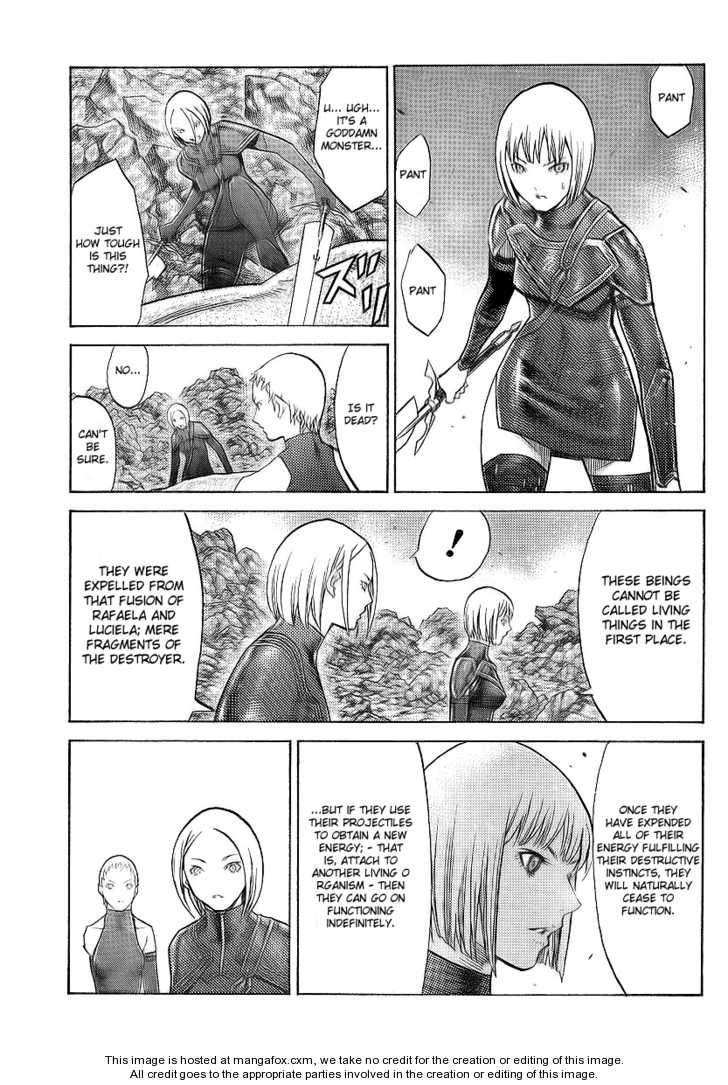 PANT
PANT
PANT
U... UGH...
IT'S A
GODDAMN
MONSTER...
JUST
HOW TOUGH
IS THIS
THING?!
ズズ
IS IT
DEAD?
NO...
CAN'T
BE
SURE.
THESE BEINGS
CANNOT BE
CALLED LIVING
THINGS IN
THE FIRST
PLACE.
!
THEY WERE
EXPELLED FROM
THAT FUSION OF
RAFAELA AND
LUCIELA; MERE
FRAGMENTS OF
THE DESTROYER.
ONCE
THEY HAVE
EXPENDED
ALL OF THEIR
ENERGY FULFILLING
THEIR DESTRUCTIVE
INSTINCTS, THEY
WILL NATURALLY
CEASE TO
FUNCTION.
...BUT IF THEY USE
THEIR PROJECTILES
TO OBTAIN A NEW
ENERGY; - THAT
IS, ATTACH TO
ANOTHER LIVING O
RGANISM - THEN
THEY CAN GO ON
FUNCTIONING
INDEFINITELY.
This image is hosted at mangafox.cxm, we take no credit for the creation or editing of this image.
All credit goes to the appropriate parties involved in the creation or editing of this image.